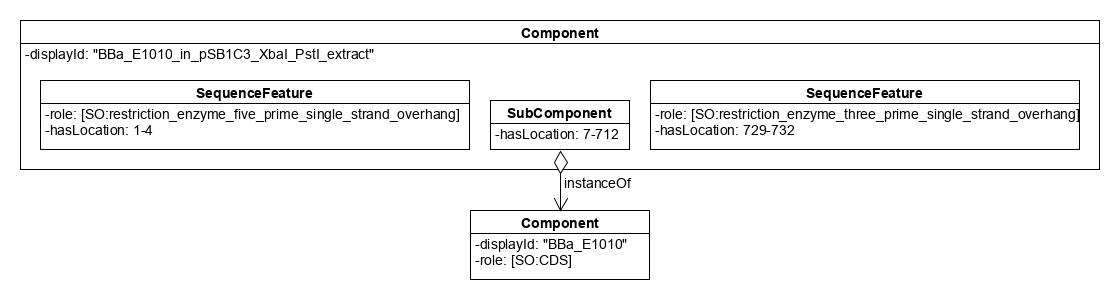 Component
-displayId: "BBa_E1010_in_pSB1C3_XbaI_PstI_extract"
SequenceFeature
-role: [SO:restriction_enzyme_five_prime_single_strand_overhang]
-hasLocation: 1-4
SubComponent
-hasLocation: 7-712
SequenceFeature
-role: [SO:restriction_enzyme_three_prime_single_strand_overhang]
-hasLocation: 729-732
instanceOf
Component
-displayId: "BBa_E1010"
-role: [SO:CDS]